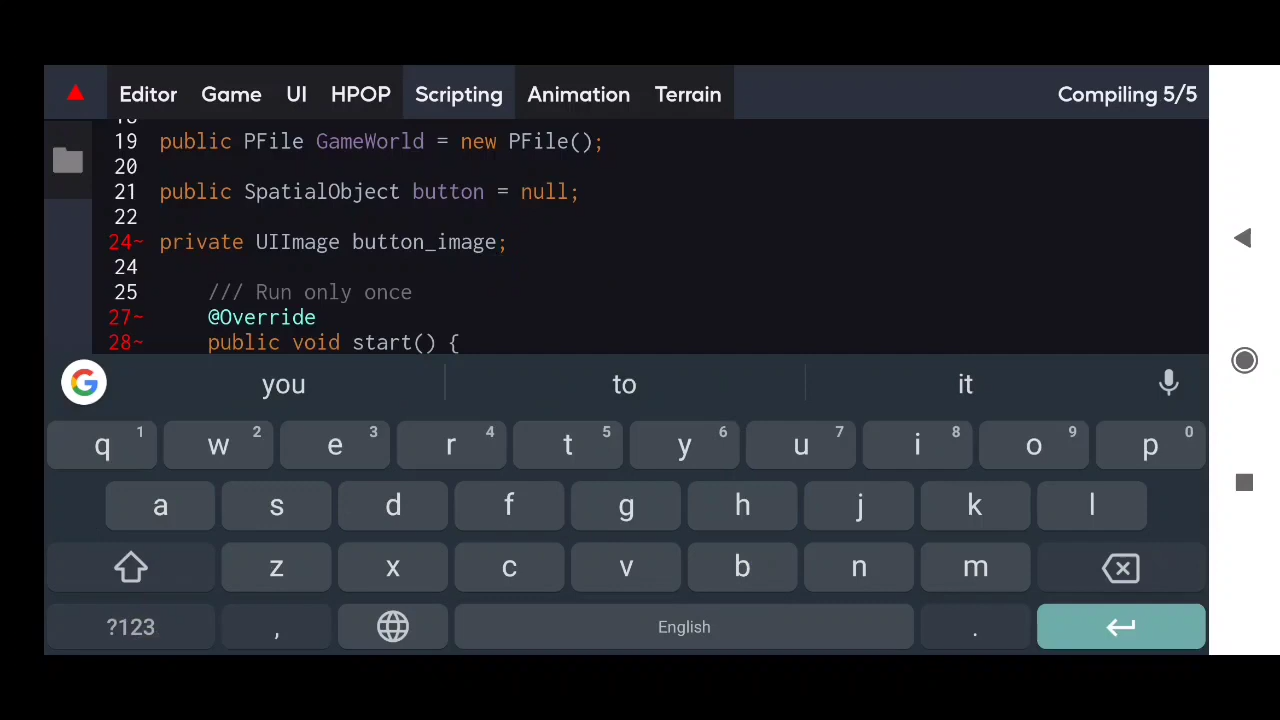 Editor Game UI HPOP Scripting Animation Terrain Compiling 5/5
19 public PFile GameWorld = new PFile();
20
21 public SpatialObject button = null;
22
24~ private UIImage button_image;
24
25 /// Run only once
27~ @Override
28~ public void start() {
G you to it
q 1 w 2 e 3 r 4 t 5 y 6 u 7 i 8 o 9 p 0
a s d f g h j k l
z x c v b n m
?123 , English .